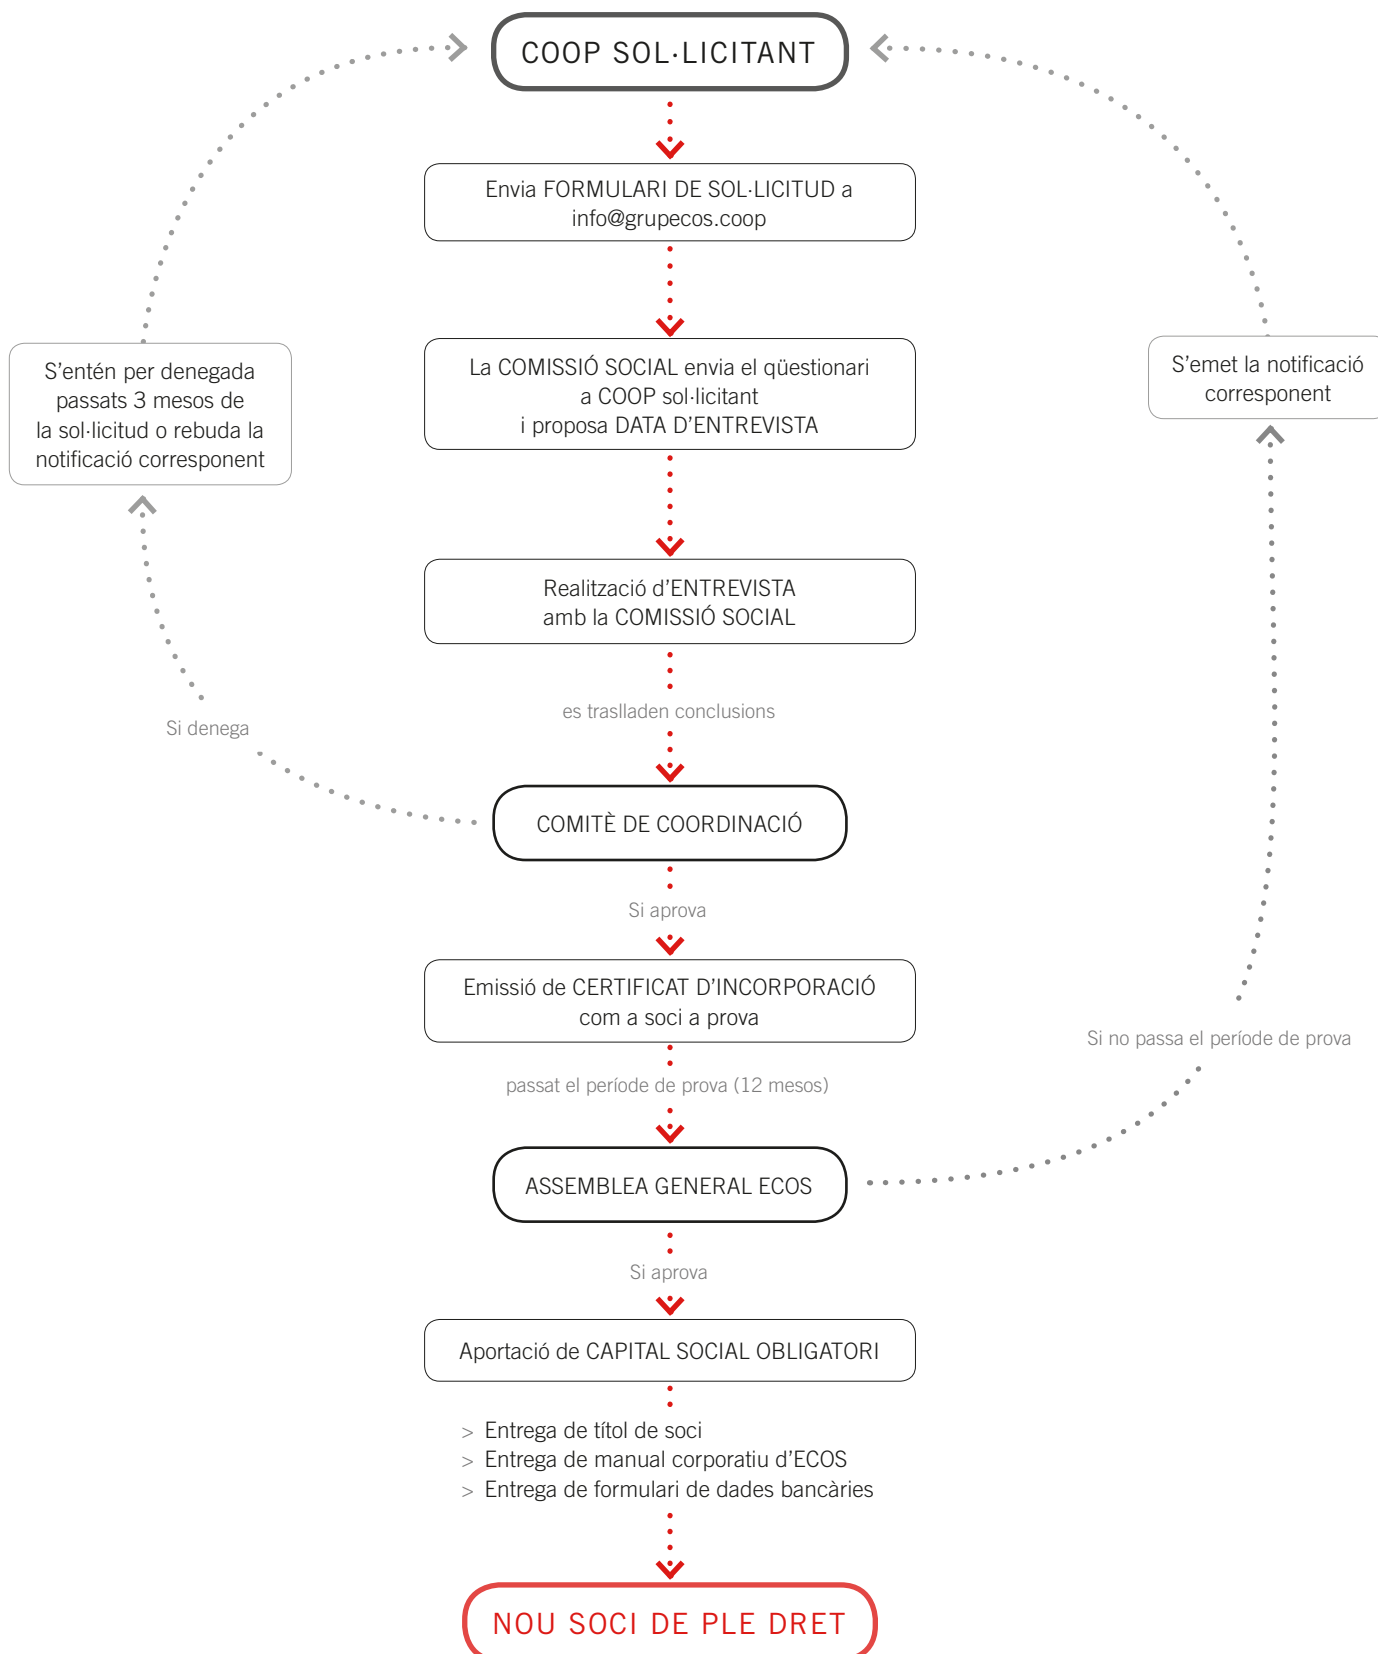 COOP SOL·LICITANT
Envia FORMULARI DE SOL·LICITUD a
info@grupecos.coop
La COMISSIÓ SOCIAL envia el qüestionari
a COOP sol·licitant
i proposa DATA D’ENTREVISTA
S’entén per denegada
passats 3 mesos de
la sol·licitud o rebuda la
notificació corresponent
S’emet la notificació
corresponent
Realització d’ENTREVISTA
amb la COMISSIÓ SOCIAL
es traslladen conclusions
Si denega
COMITÈ DE COORDINACIÓ
Si aprova
Emissió de CERTIFICAT D’INCORPORACIÓ
com a soci a prova
Si no passa el període de prova
passat el període de prova (12 mesos)
ASSEMBLEA GENERAL ECOS
Si aprova
Aportació de CAPITAL SOCIAL OBLIGATORI
> Entrega de títol de soci
> Entrega de manual corporatiu d’ECOS
> Entrega de formulari de dades bancàries
NOU SOCI DE PLE DRET